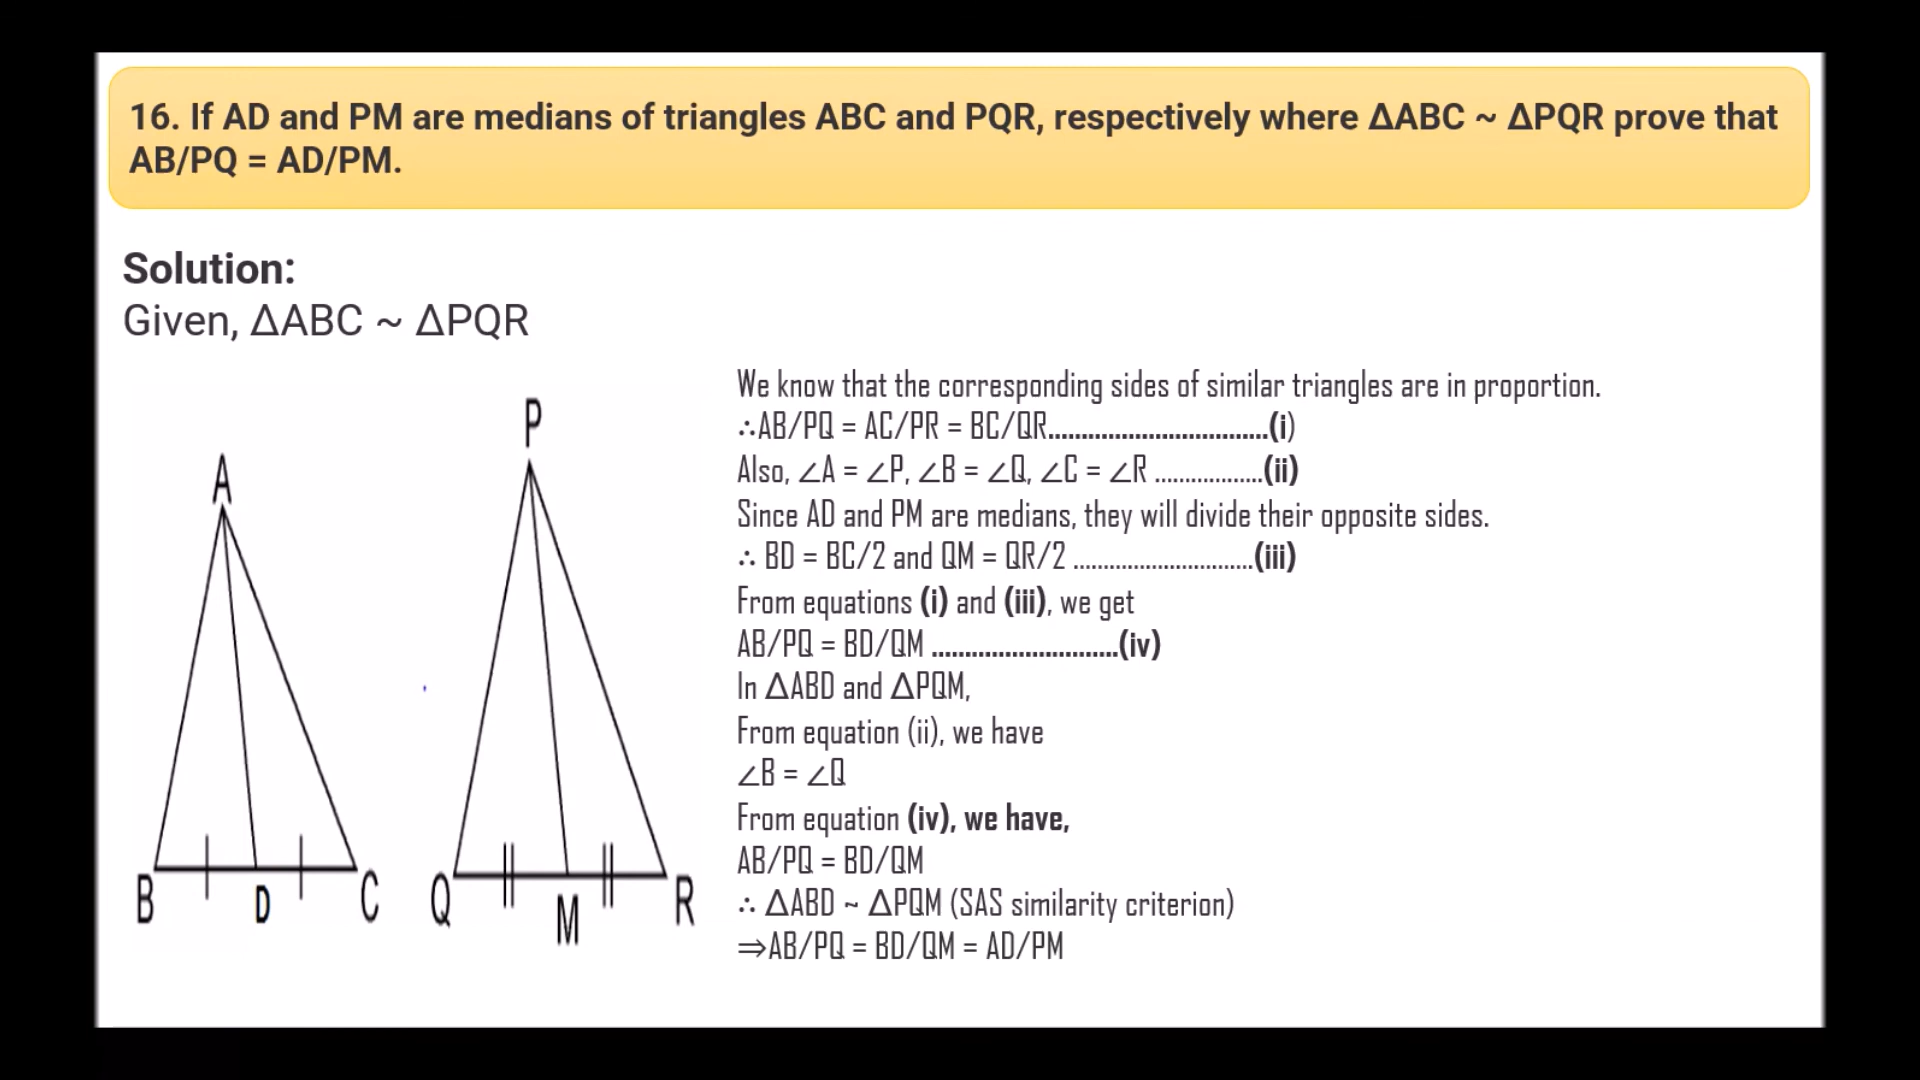 16. If AD and PM are medians of triangles ABC and PQR, respectively where ΔABC ~ ΔPQR prove that
AB/PQ = AD/PM.
Solution:
Given, ΔABC ~ ΔPQR
We know that the corresponding sides of similar triangles are in proportion.
∴AB/PQ = AC/PR = BC/QR.................................(i)
Also, ∠A = ∠P, ∠B = ∠Q, ∠C = ∠R ..................(ii)
Since AD and PM are medians, they will divide their opposite sides.
∴ BD = BC/2 and QM = QR/2 ..............................(iii)
From equations (i) and (iii), we get
AB/PQ = BD/QM ............................(iv)
In ΔABD and ΔPQM,
From equation (ii), we have
∠B = ∠Q
From equation (iv), we have,
AB/PQ = BD/QM
∴ ΔABD ~ ΔPQM (SAS similarity criterion)
⇒AB/PQ = BD/QM = AD/PM
A
P
B D C
Q M R